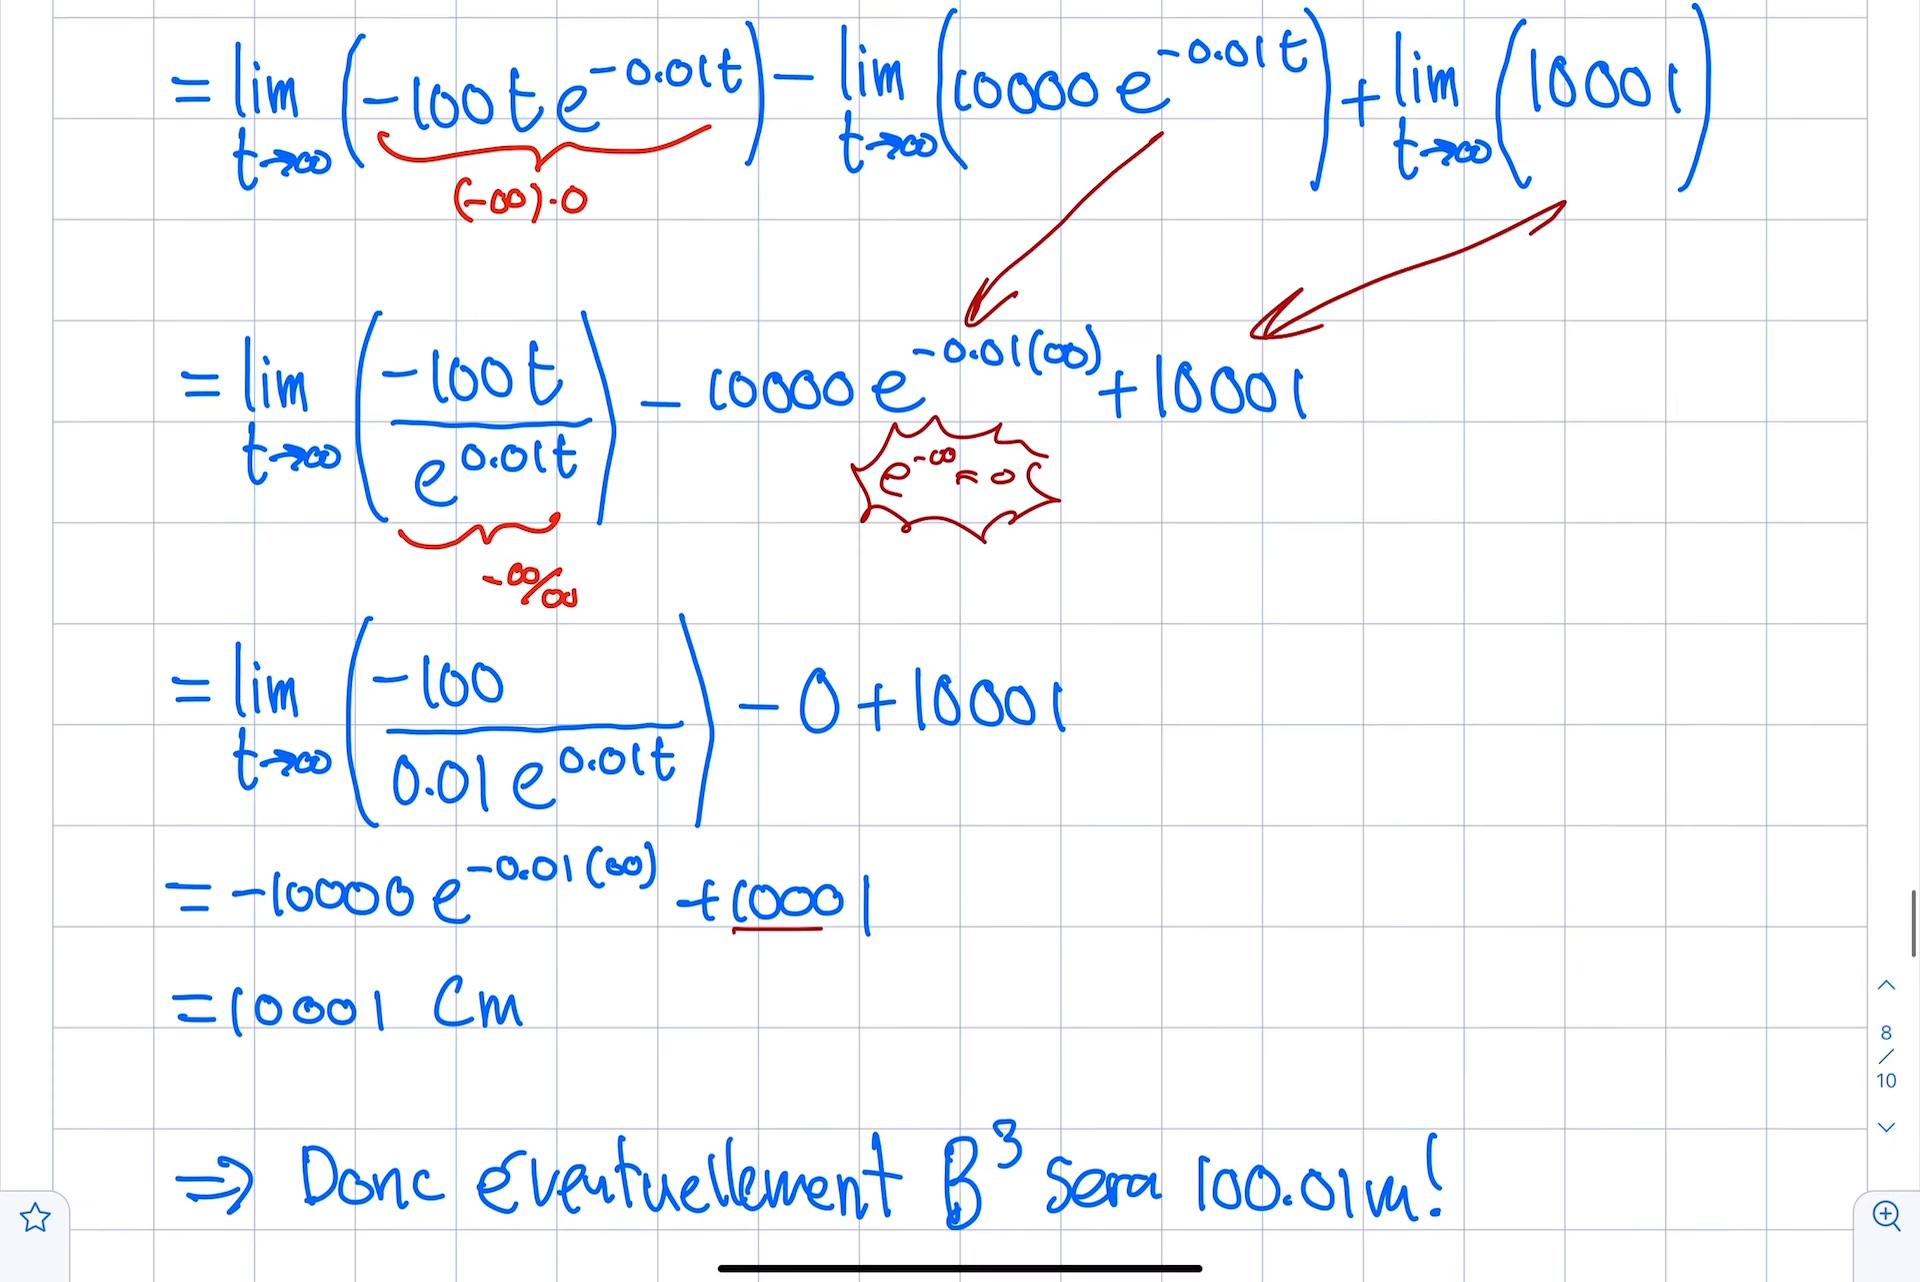 = lim t→∞ (-100te^{-0.01t}) - lim t→∞ (10000e^{-0.01t}) + lim t→∞ (10001)
(-∞)·0
= lim t→∞ (-100t / e^{0.01t}) - 10000e^{-0.01(∞)} + 10001
e^{-∞} = 0
-∞/∞
= lim t→∞ (-100 / 0.01e^{0.01t}) - 0 + 10001
= -10000e^{-0.01(∞)} + 10001
= 10001 Cm
8
/
10
⇒ Donc éventuellement B³ sera 100.01m!